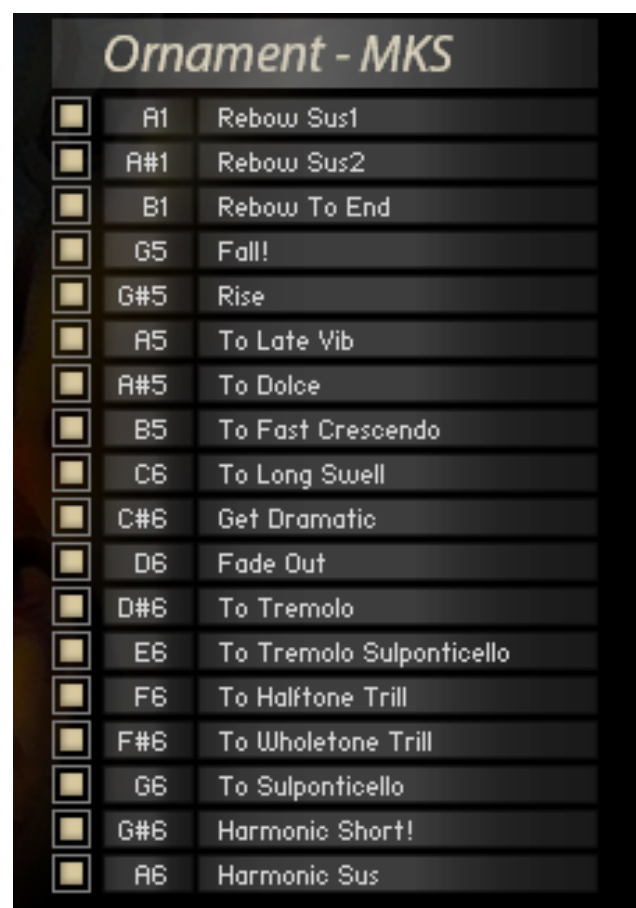 Ornament - MKS
A1 Rebow Sus1
A#1 Rebow Sus2
B1 Rebow To End
G5 Fall!
G#5 Rise
A5 To Late Vib
A#5 To Dolce
B5 To Fast Crescendo
C6 To Long Swell
C#6 Get Dramatic
D6 Fade Out
D#6 To Tremolo
E6 To Tremolo Sulponticello
F6 To Halftone Trill
F#6 To Wholetone Trill
G6 To Sulponticello
G#6 Harmonic Short!
A6 Harmonic Sus